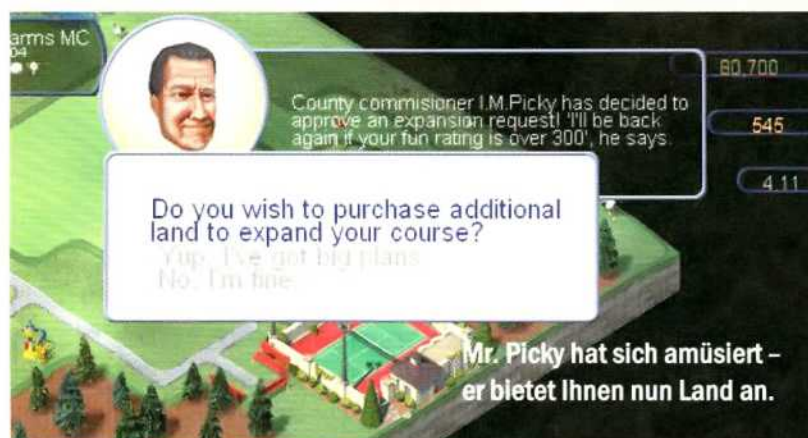 arms MC
04
80,700
County commisioner I.M.Picky has decided to
approve an expansion request! 'I'll be back
again if your fun rating is over 300', he says.
545
4.11
Do you wish to purchase additional
land to expand your course?
Yup, I've got big plans
No, I'm fine
Mr. Picky hat sich amüsiert –
er bietet Ihnen nun Land an.